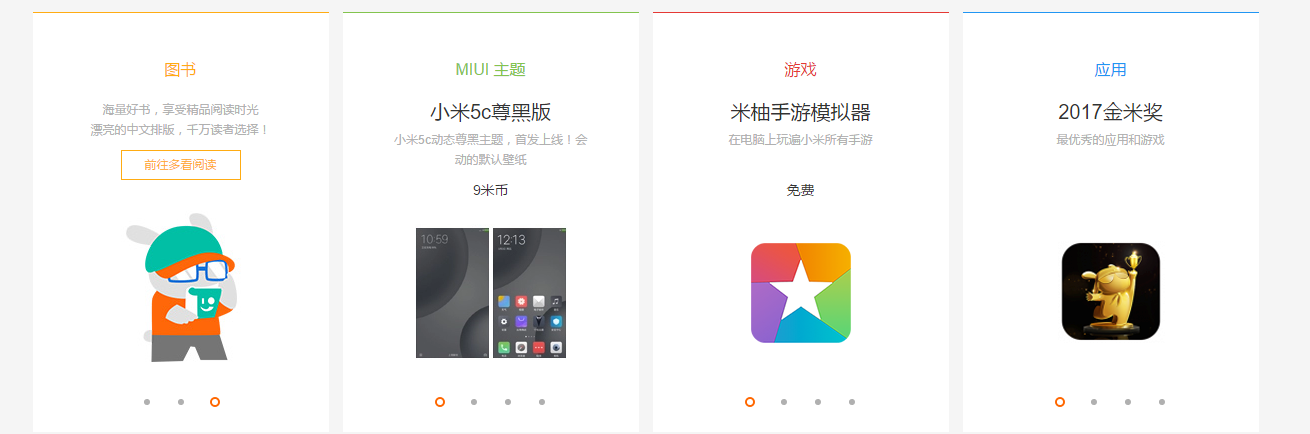 图书
海量好书，享受精品阅读时光
漂亮的中文排版，千万读者选择！
前往多看阅读
MIUI 主题
小米5c尊黑版
小米5c动态尊黑主题，首发上线！会
动的默认壁纸
9米币
10:59
12:13
游戏
米柚手游模拟器
在电脑上玩遍小米所有手游
免费
应用
2017金米奖
最优秀的应用和游戏